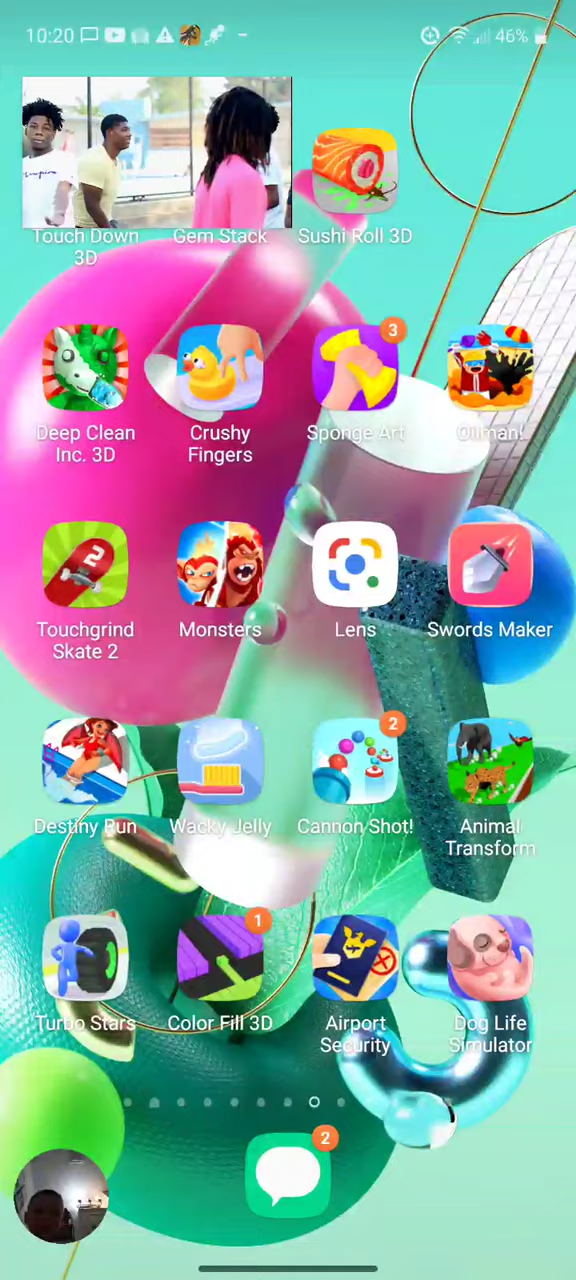 10:20
46%
Touch Down
3D
Gem Stack
Sushi Roll 3D
3
Deep Clean
Inc. 3D
Crushy
Fingers
Sponge Art
Oilman!
2
Touchgrind
Skate 2
Monsters
Lens
Swords Maker
2
Destiny Run
Wacky Jelly
Cannon Shot!
Animal
Transform
1
Turbo Stars
Color Fill 3D
Airport
Security
Dog Life
Simulator
2